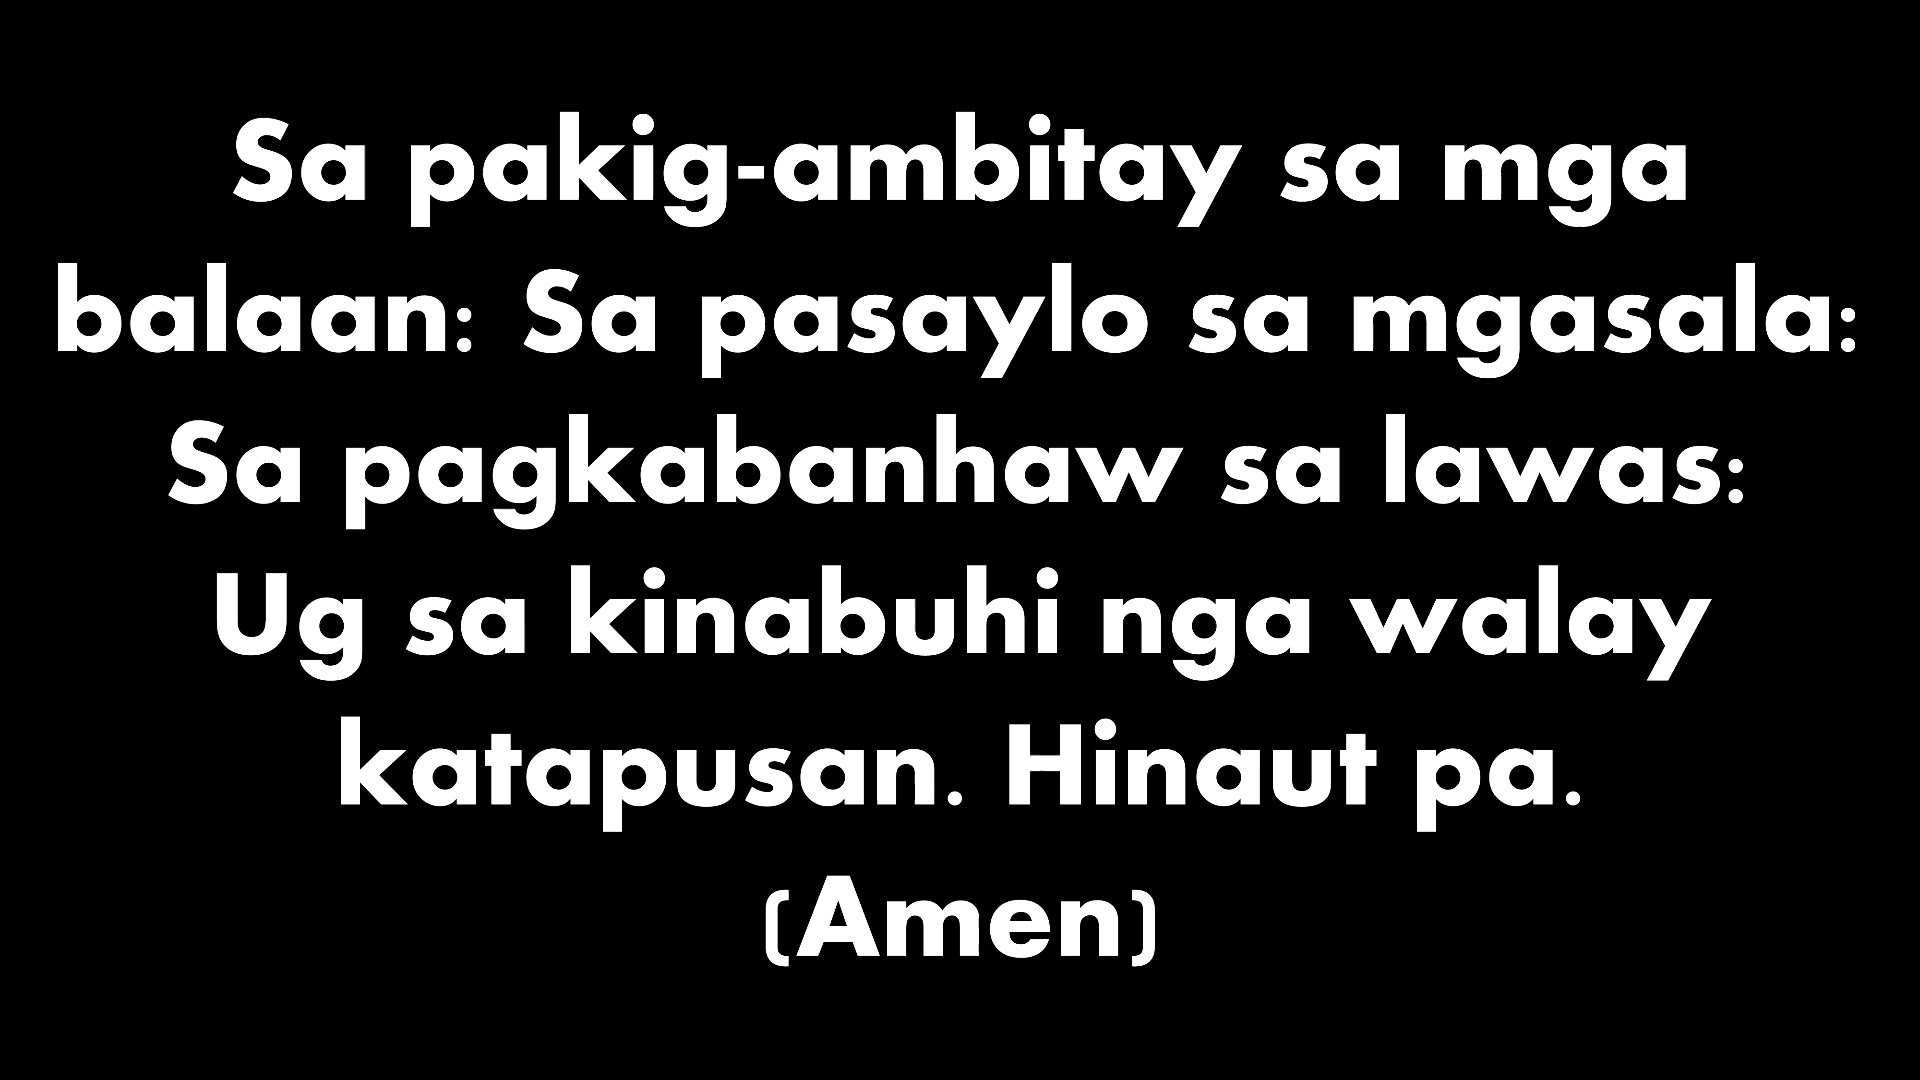 Sa pakig-ambitay sa mga
balaan: Sa pasaylo sa mgasala:
Sa pagkabanhaw sa lawas:
Ug sa kinabuhi nga walay
katapusan. Hinaut pa.
(Amen)